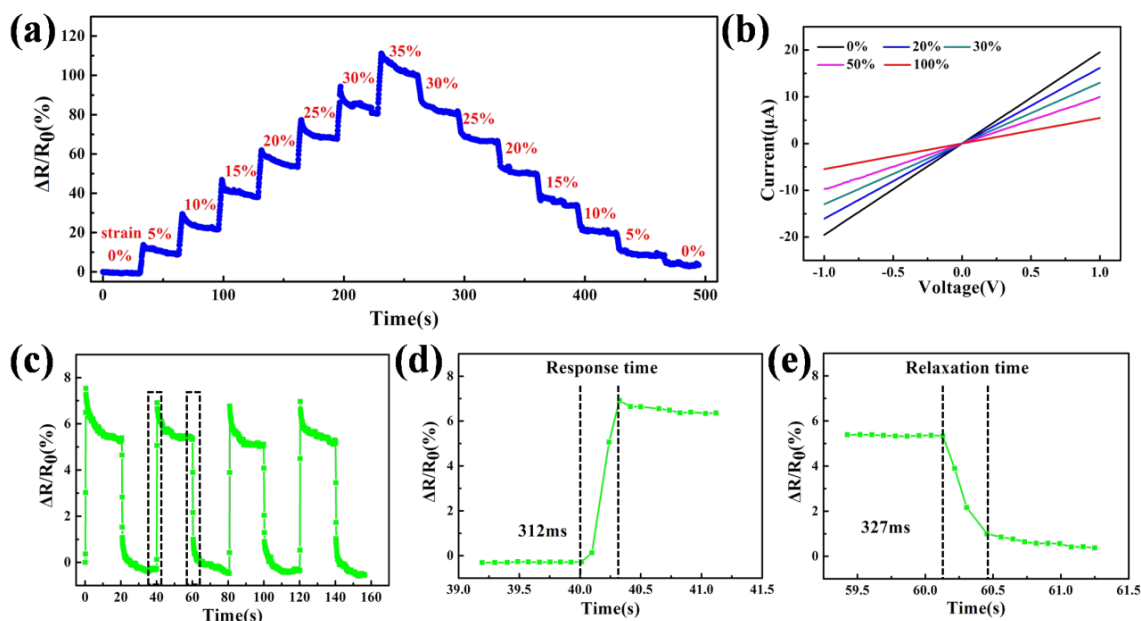 (a)
120
100
80
60
40
20
0
ΔR/R0(%)
strain
0%
5%
10%
15%
20%
25%
30%
35%
30%
25%
20%
15%
10%
5%
0%
0 100 200 300 400 500
Time(s)
(b)
0% 20% 30%
50% 100%
20
10
0
-10
-20
Current(μA)
-1.0 -0.5 0.0 0.5 1.0
Voltage(V)
(c)
8
6
4
2
0
ΔR/R0(%)
0 20 40 60 80 100 120 140 160
Time(s)
(d)
Response time
8
6
4
2
0
ΔR/R0(%)
312ms
39.0 39.5 40.0 40.5 41.0 41.5
Time(s)
(e)
Relaxation time
8
6
4
2
0
ΔR/R0(%)
327ms
59.5 60.0 60.5 61.0 61.5
Time(s)